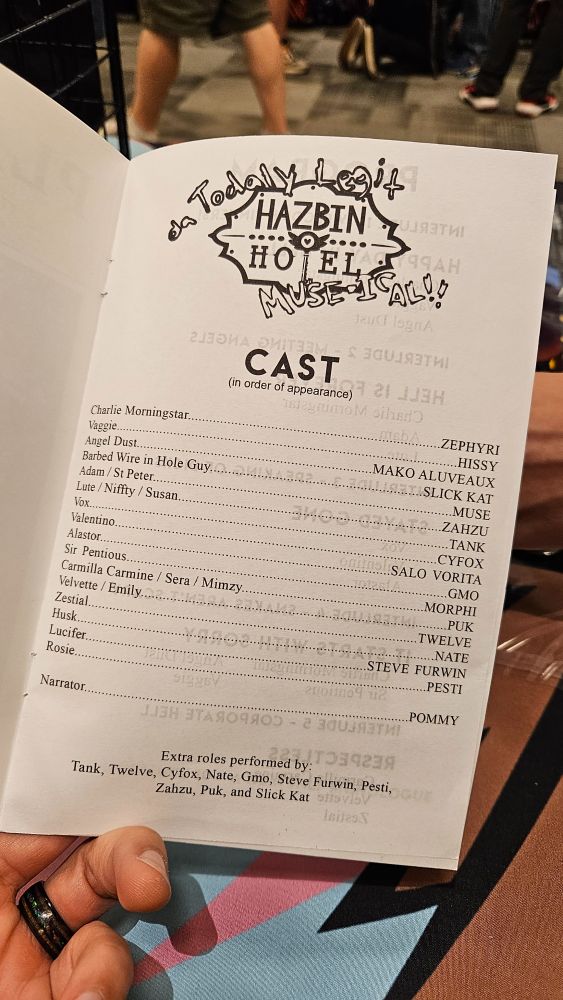 da Todally Legit
HAZBIN
HOTEL
MUSE-ICAL!!
CAST
(in order of appearance)
Charlie Morningstar........ZEPHYRI
Vaggie........HISSY
Angel Dust........MAKO ALUVEAUX
Barbed Wire in Hole Guy........SLICK KAT
Adam / St Peter........MUSE
Lute / Niffty / Susan........ZAHZU
Vox........TANK
Valentino........CYFOX
Alastor........SALO VORITA
Sir Pentious........GMO
Carmilla Carmine / Sera / Mimzy........MORPHI
Velvette / Emily........PUK
Zestial........TWELVE
Husk........NATE
Lucifer........STEVE FURWIN
Rosie........PESTI
Narrator........POMMY
Extra roles performed by:
Tank, Twelve, Cyfox, Nate, Gmo, Steve Furwin, Pesti,
Zahzu, Puk, and Slick Kat